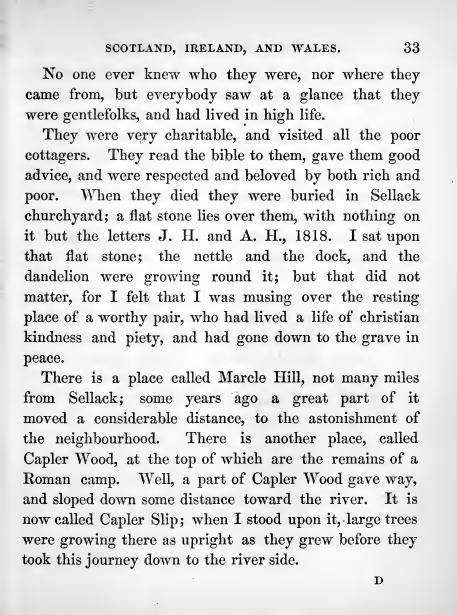 SCOTLAND, IRELAND, AND WALES. 33
No one ever knew who they were, nor where they
came from, but everybody saw at a glance that they
were gentlefolks, and had lived in high life.
They were very charitable, and visited all the poor
cottagers. They read the bible to them, gave them good
advice, and were respected and beloved by both rich and
poor. When they died they were buried in Sellack
churchyard; a flat stone lies over them, with nothing on
it but the letters J. H. and A. H., 1818. I sat upon
that flat stone; the nettle and the dock, and the
dandelion were growing round it; but that did not
matter, for I felt that I was musing over the resting
place of a worthy pair, who had lived a life of christian
kindness and piety, and had gone down to the grave in
peace.
There is a place called Marcle Hill, not many miles
from Sellack; some years ago a great part of it
moved a considerable distance, to the astonishment of
the neighbourhood. There is another place, called
Capler Wood, at the top of which are the remains of a
Roman camp. Well, a part of Capler Wood gave way,
and sloped down some distance toward the river. It is
now called Capler Slip; when I stood upon it, large trees
were growing there as upright as they grew before they
took this journey down to the river side.
D